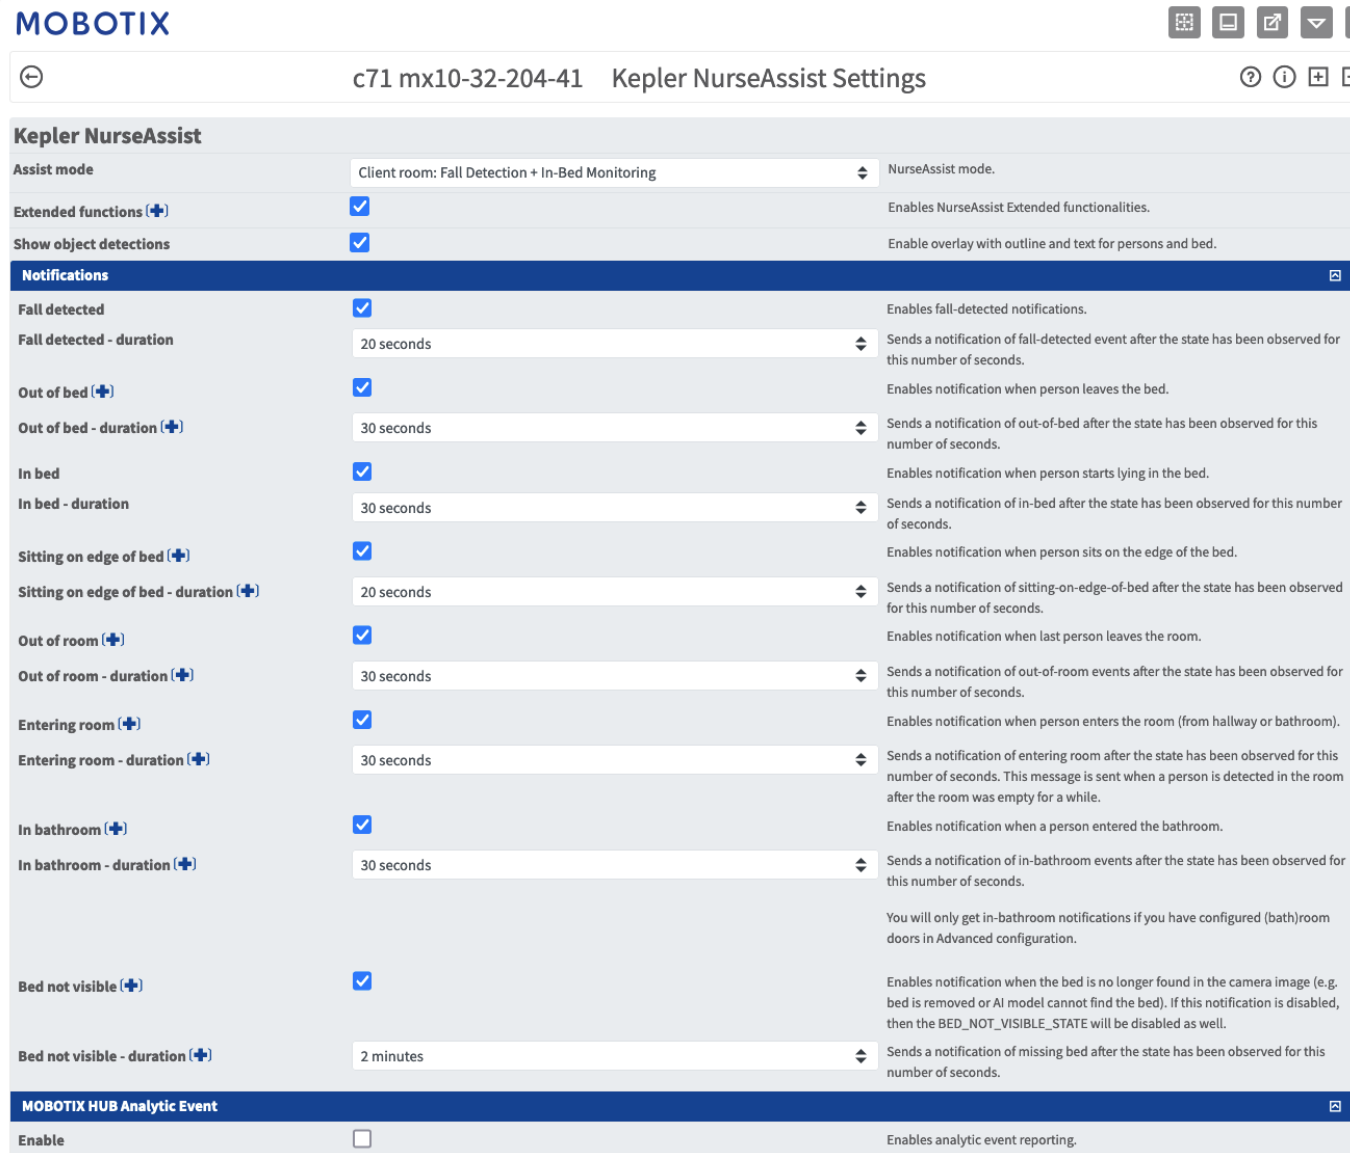 MOBOTIX
c71 mx10-32-204-41 Kepler NurseAssist Settings
Kepler NurseAssist
Assist mode Client room: Fall Detection + In-Bed Monitoring NurseAssist mode.
Extended functions [+] Enables NurseAssist Extended functionalities.
Show object detections Enable overlay with outline and text for persons and bed.
Notifications
Fall detected Enables fall-detected notifications.
Fall detected - duration 20 seconds Sends a notification of fall-detected event after the state has been observed for
this number of seconds.
Out of bed [+] Enables notification when person leaves the bed.
Out of bed - duration [+] 30 seconds Sends a notification of out-of-bed after the state has been observed for this
number of seconds.
In bed Enables notification when person starts lying in the bed.
In bed - duration 30 seconds Sends a notification of in-bed after the state has been observed for this number
of seconds.
Sitting on edge of bed [+] Enables notification when person sits on the edge of the bed.
Sitting on edge of bed - duration [+] 20 seconds Sends a notification of sitting-on-edge-of-bed after the state has been observed
for this number of seconds.
Out of room [+] Enables notification when last person leaves the room.
Out of room - duration [+] 30 seconds Sends a notification of out-of-room events after the state has been observed for
this number of seconds.
Entering room [+] Enables notification when person enters the room (from hallway or bathroom).
Entering room - duration [+] 30 seconds Sends a notification of entering room after the state has been observed for this
number of seconds. This message is sent when a person is detected in the room
after the room was empty for a while.
In bathroom [+] Enables notification when a person entered the bathroom.
In bathroom - duration [+] 30 seconds Sends a notification of in-bathroom events after the state has been observed for
this number of seconds.
You will only get in-bathroom notifications if you have configured (bath)room
doors in Advanced configuration.
Bed not visible [+] Enables notification when the bed is no longer found in the camera image (e.g.
bed is removed or AI model cannot find the bed). If this notification is disabled,
then the BED_NOT_VISIBLE_STATE will be disabled as well.
Bed not visible - duration [+] 2 minutes Sends a notification of missing bed after the state has been observed for this
number of seconds.
MOBOTIX HUB Analytic Event
Enable Enables analytic event reporting.